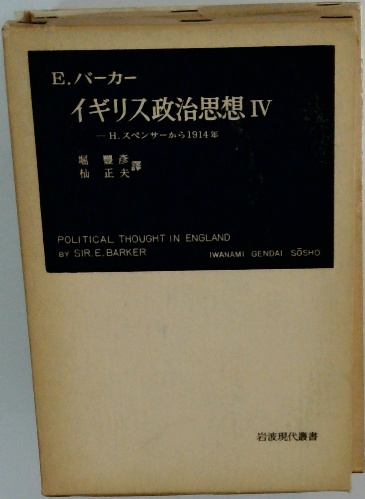 E.バーカー
イギリス政治思想 IV
—H.スペンサーから1914年
堀 豐彦
杣 正夫 譯
POLITICAL THOUGHT IN ENGLAND
BY SIR. E. BARKER
IWANAMI GENDAI SŌSHO
岩波現代叢書